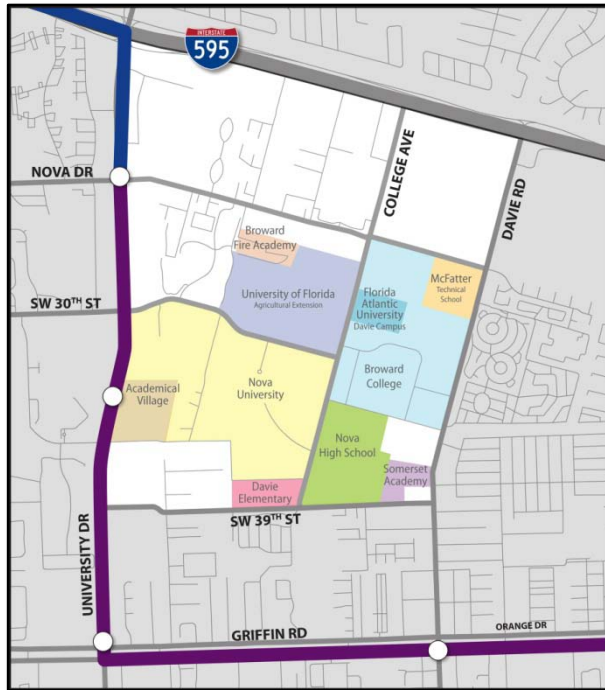 INTERSTATE
595
NOVA DR
COLLEGE AVE
DAVIE RD
Broward
Fire Academy
McFatter
Technical
School
University of Florida
Agricultural Extension
Florida
Atlantic
University
Davie Campus
SW 30TH ST
Broward
College
Academical
Village
Nova
University
Nova
High School
Somerset
Academy
Davie
Elementary
SW 39TH ST
UNIVERSITY DR
GRIFFIN RD
ORANGE DR